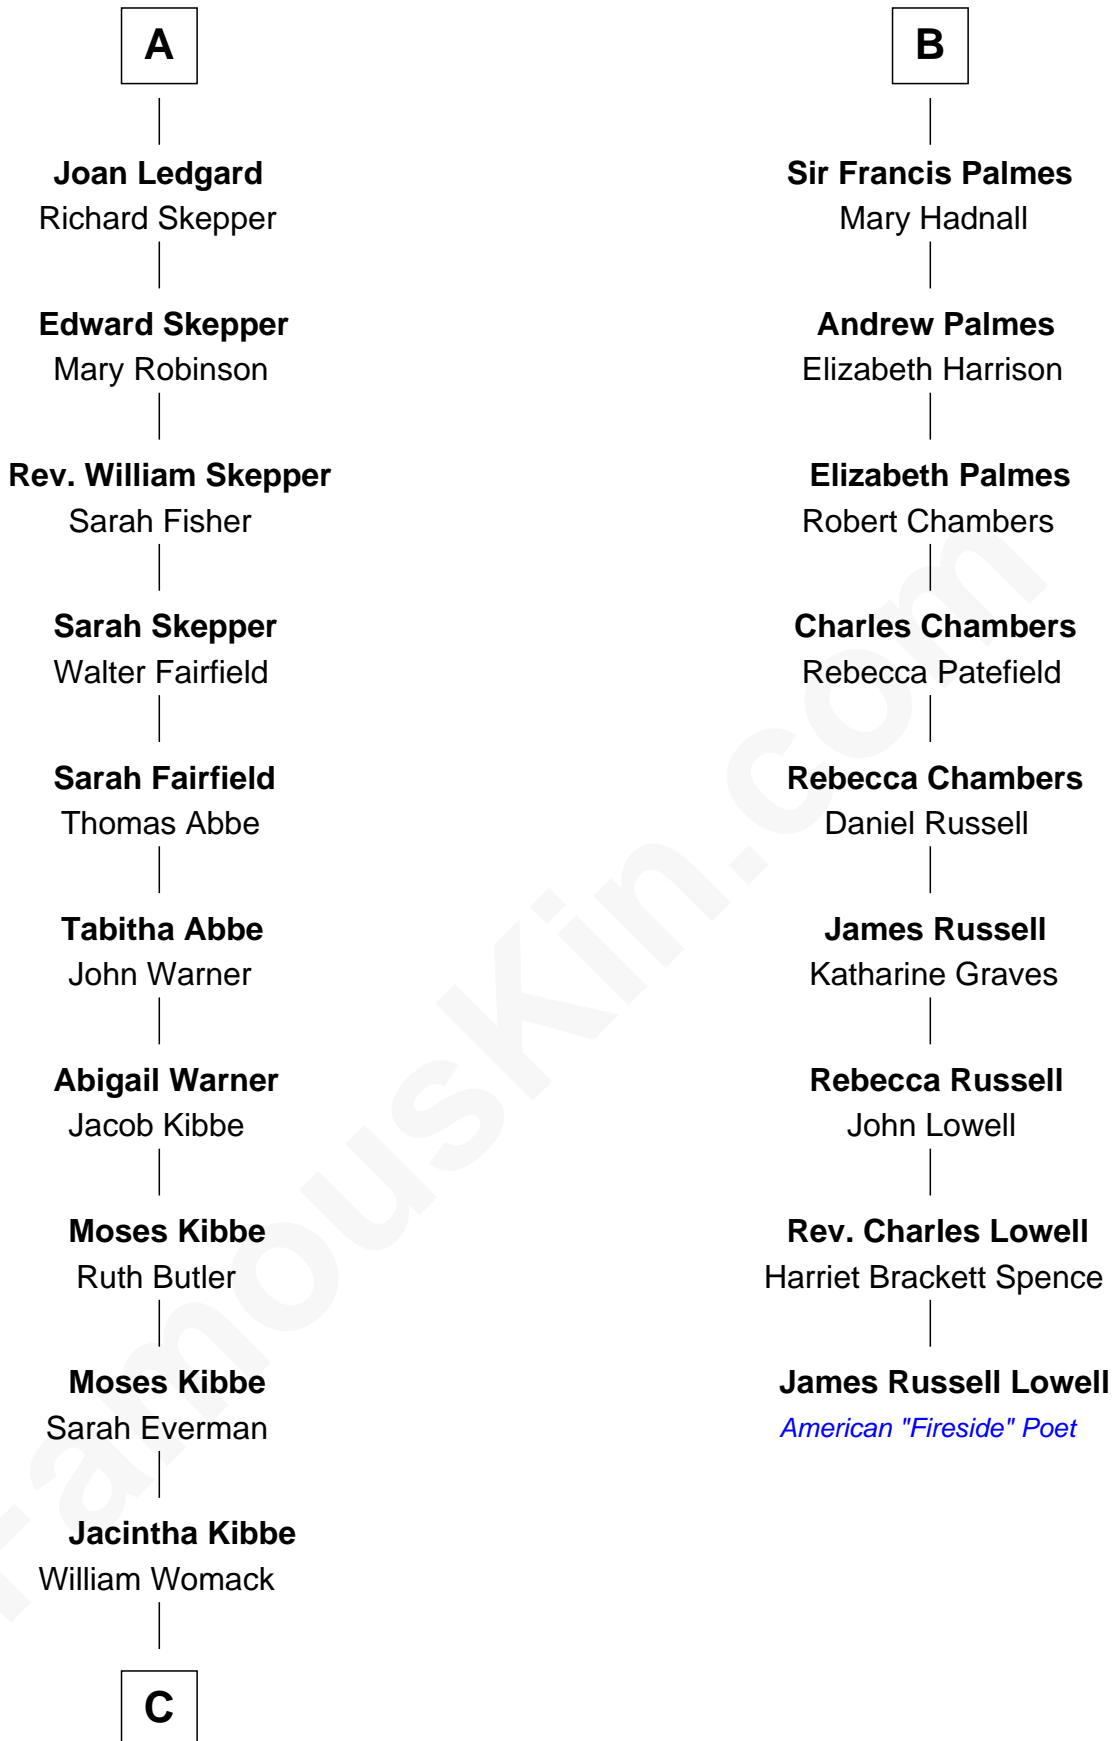 A
Joan Ledgard
Richard Skepper
Edward Skepper
Mary Robinson
Rev. William Skepper
Sarah Fisher
Sarah Skepper
Walter Fairfield
Sarah Fairfield
Thomas Abbe
Tabitha Abbe
John Warner
Abigail Warner
Jacob Kibbe
Moses Kibbe
Ruth Butler
Moses Kibbe
Sarah Everman
Jacintha Kibbe
William Womack
C
B
Sir Francis Palmes
Mary Hadnall
Andrew Palmes
Elizabeth Harrison
Elizabeth Palmes
Robert Chambers
Charles Chambers
Rebecca Patefield
Rebecca Chambers
Daniel Russell
James Russell
Katharine Graves
Rebecca Russell
John Lowell
Rev. Charles Lowell
Harriet Brackett Spence
James Russell Lowell
American "Fireside" Poet
FamousKin.com